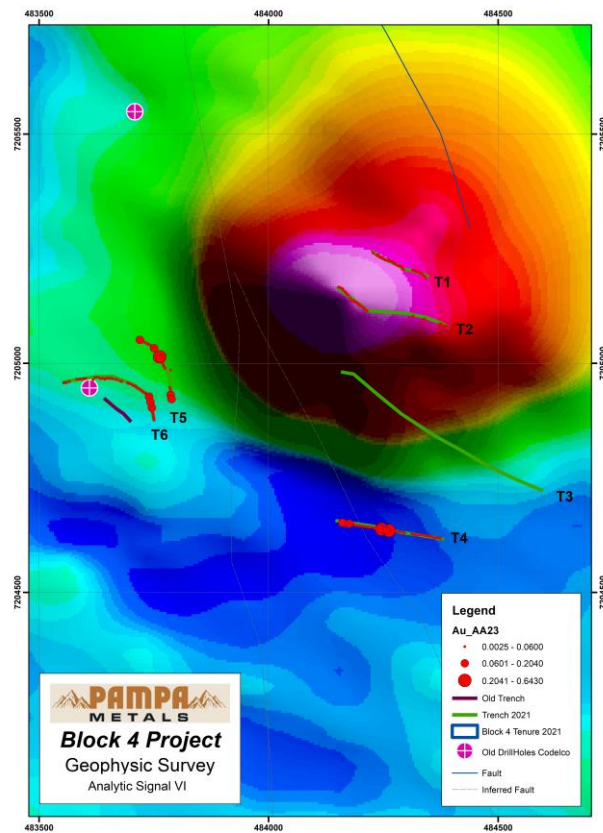 483500 484000 484500
7205500 7205500
T1
T2
7205000 7205000
T5
T6
T3
T4
7204500 7204500
Legend
Au_AA23
0.0025 - 0.0600
0.0601 - 0.2040
0.2041 - 0.6430
Old Trench
Trench 2021
Block 4 Tenure 2021
Old DrillHoles Codelco
Fault
Inferred Fault
PAMPA
METALS
Block 4 Project
Geophysic Survey
Analytic Signal VI
483500 484000 484500